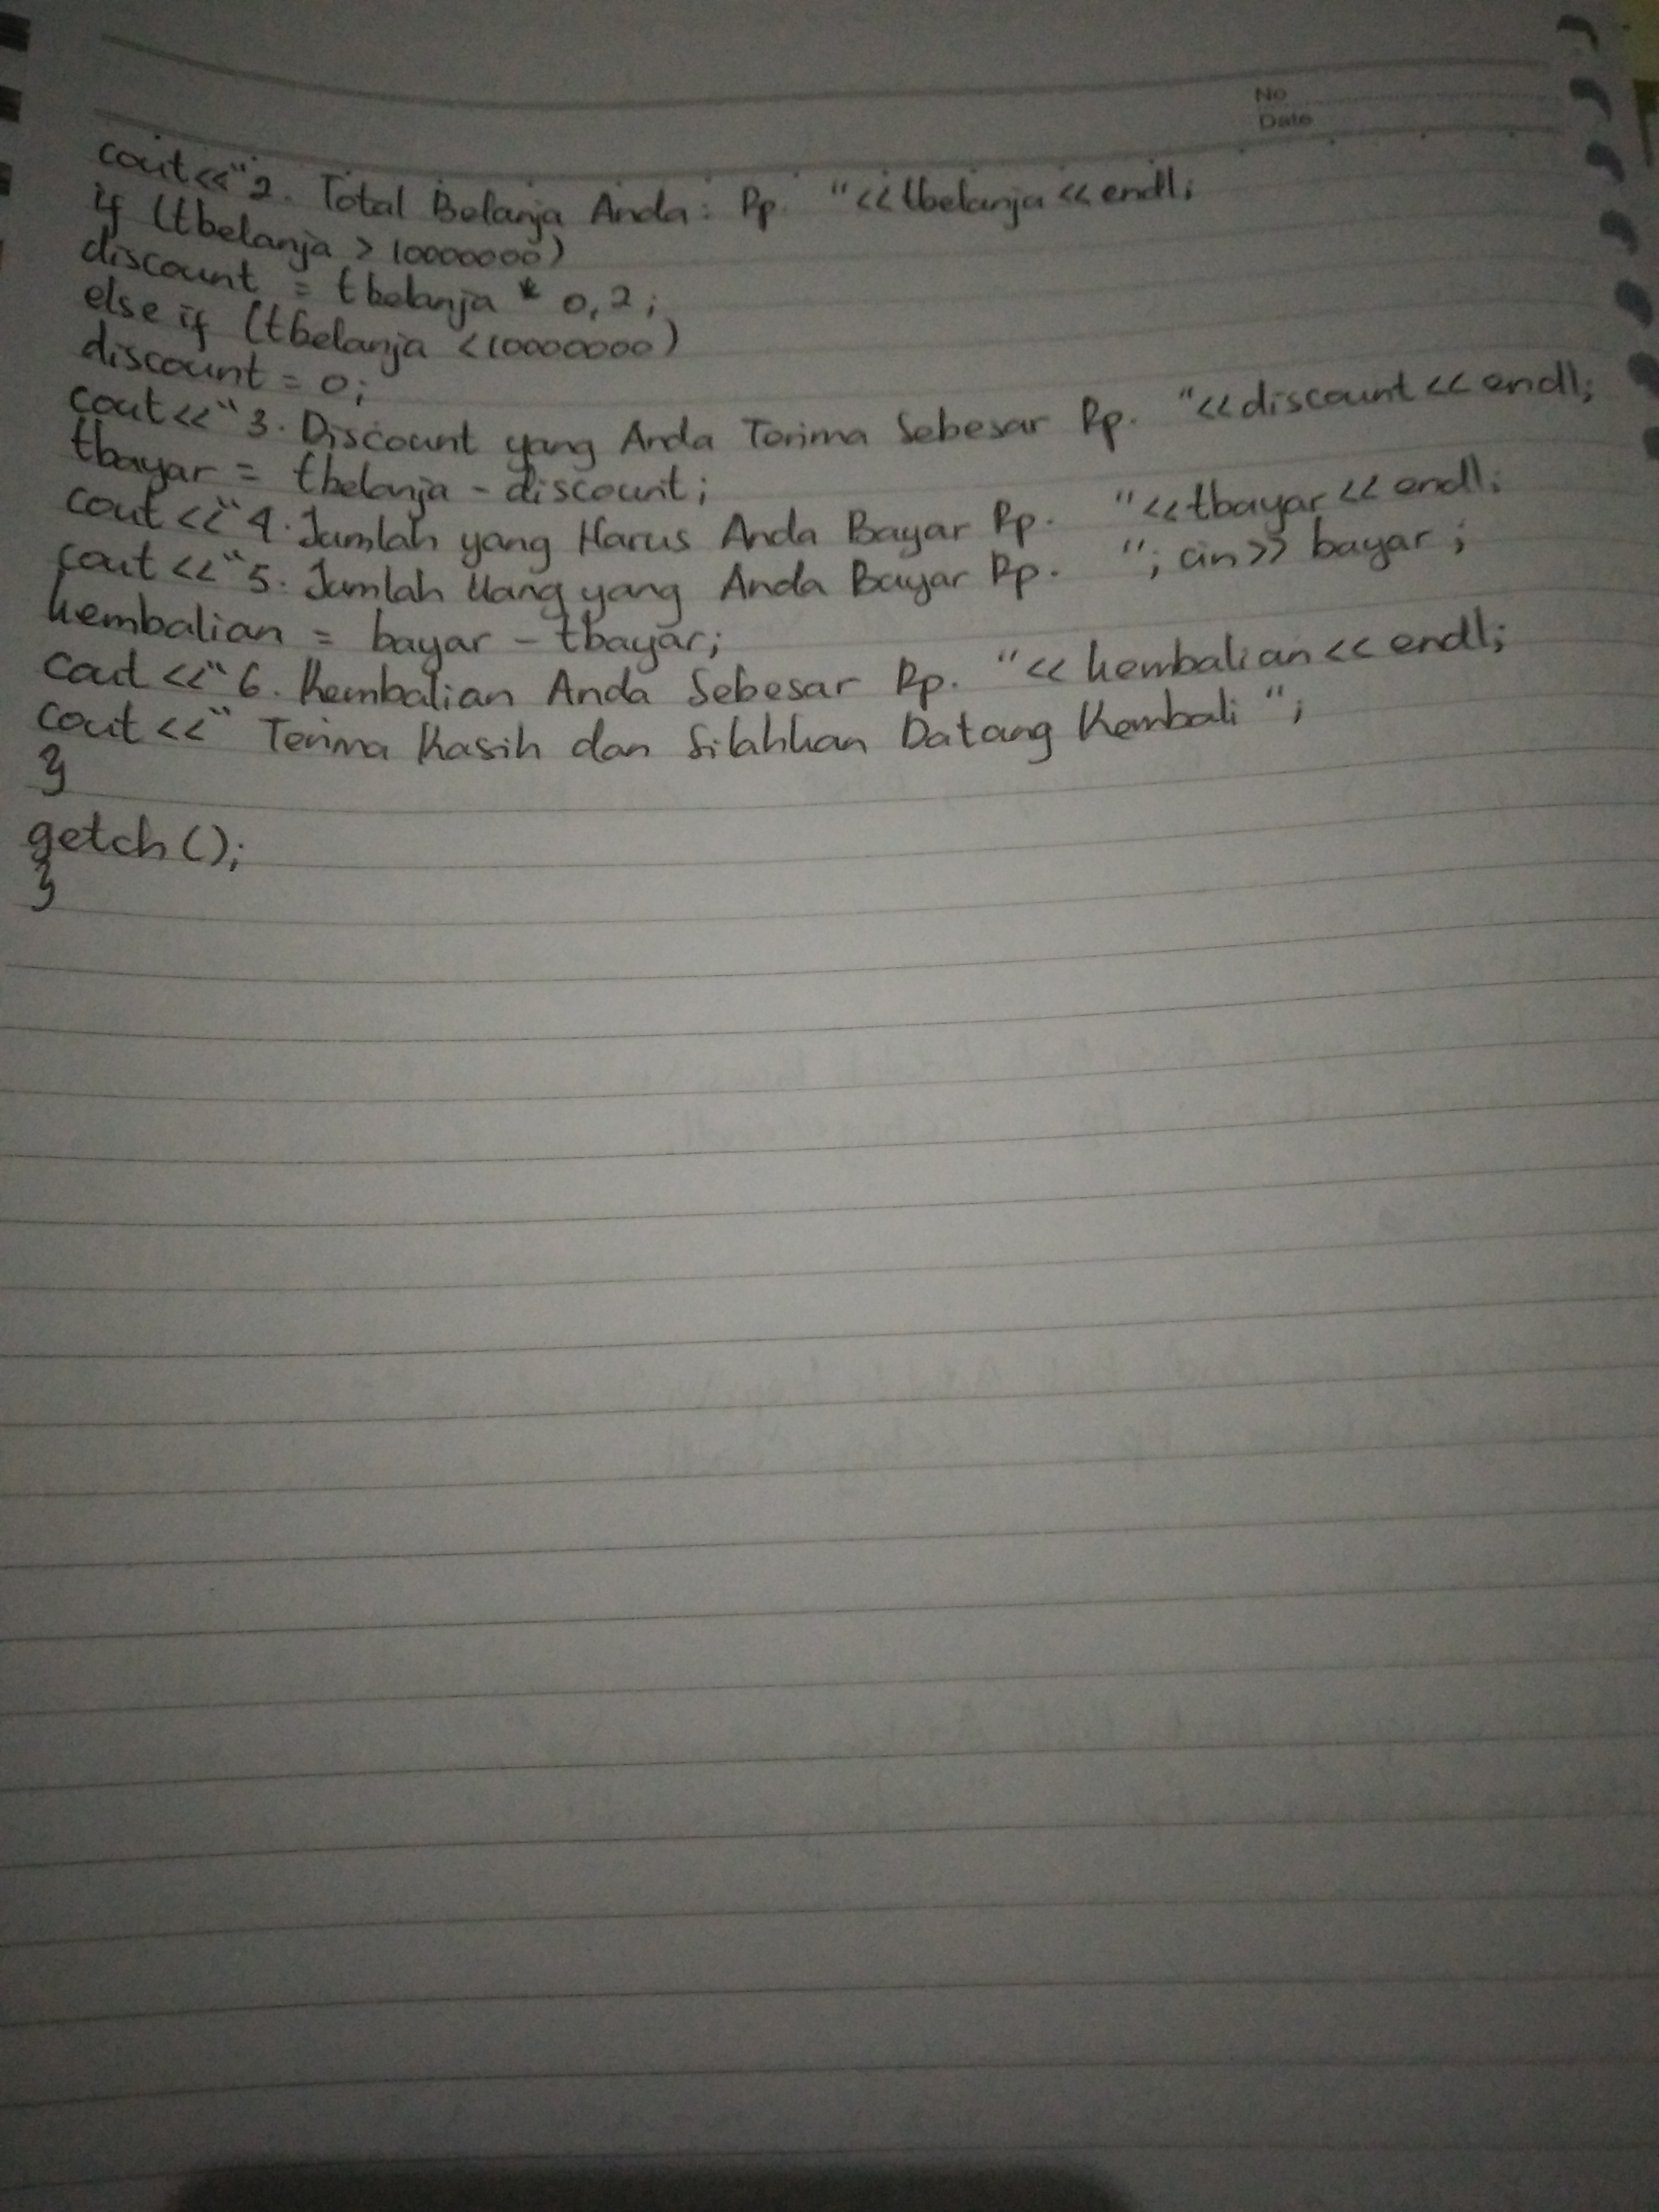 No
Date
cout<<"2. Total Belanja Anda: Rp. "<<tbelanja<<endl;
if (tbelanja > 10000000)
discount = tbelanja * 0,2;
else if (tbelanja <10000000)
discount = 0;
cout<<"3. Discount yang Anda Terima Sebesar Rp. "<<discount<<endl;
tbayar = tbelanja - discount;
cout<<"4. Jumlah yang Harus Anda Bayar Rp. "<<tbayar<<endl;
cout<<"5. Jumlah Uang yang Anda Bayar Rp. "; cin>> bayar;
kembalian = bayar - tbayar;
cout<<"6. Kembalian Anda Sebesar Rp. "<<kembalian<<endl;
cout<<" Terima Kasih dan Silahkan Datang Kembali ";
}
getch();
}